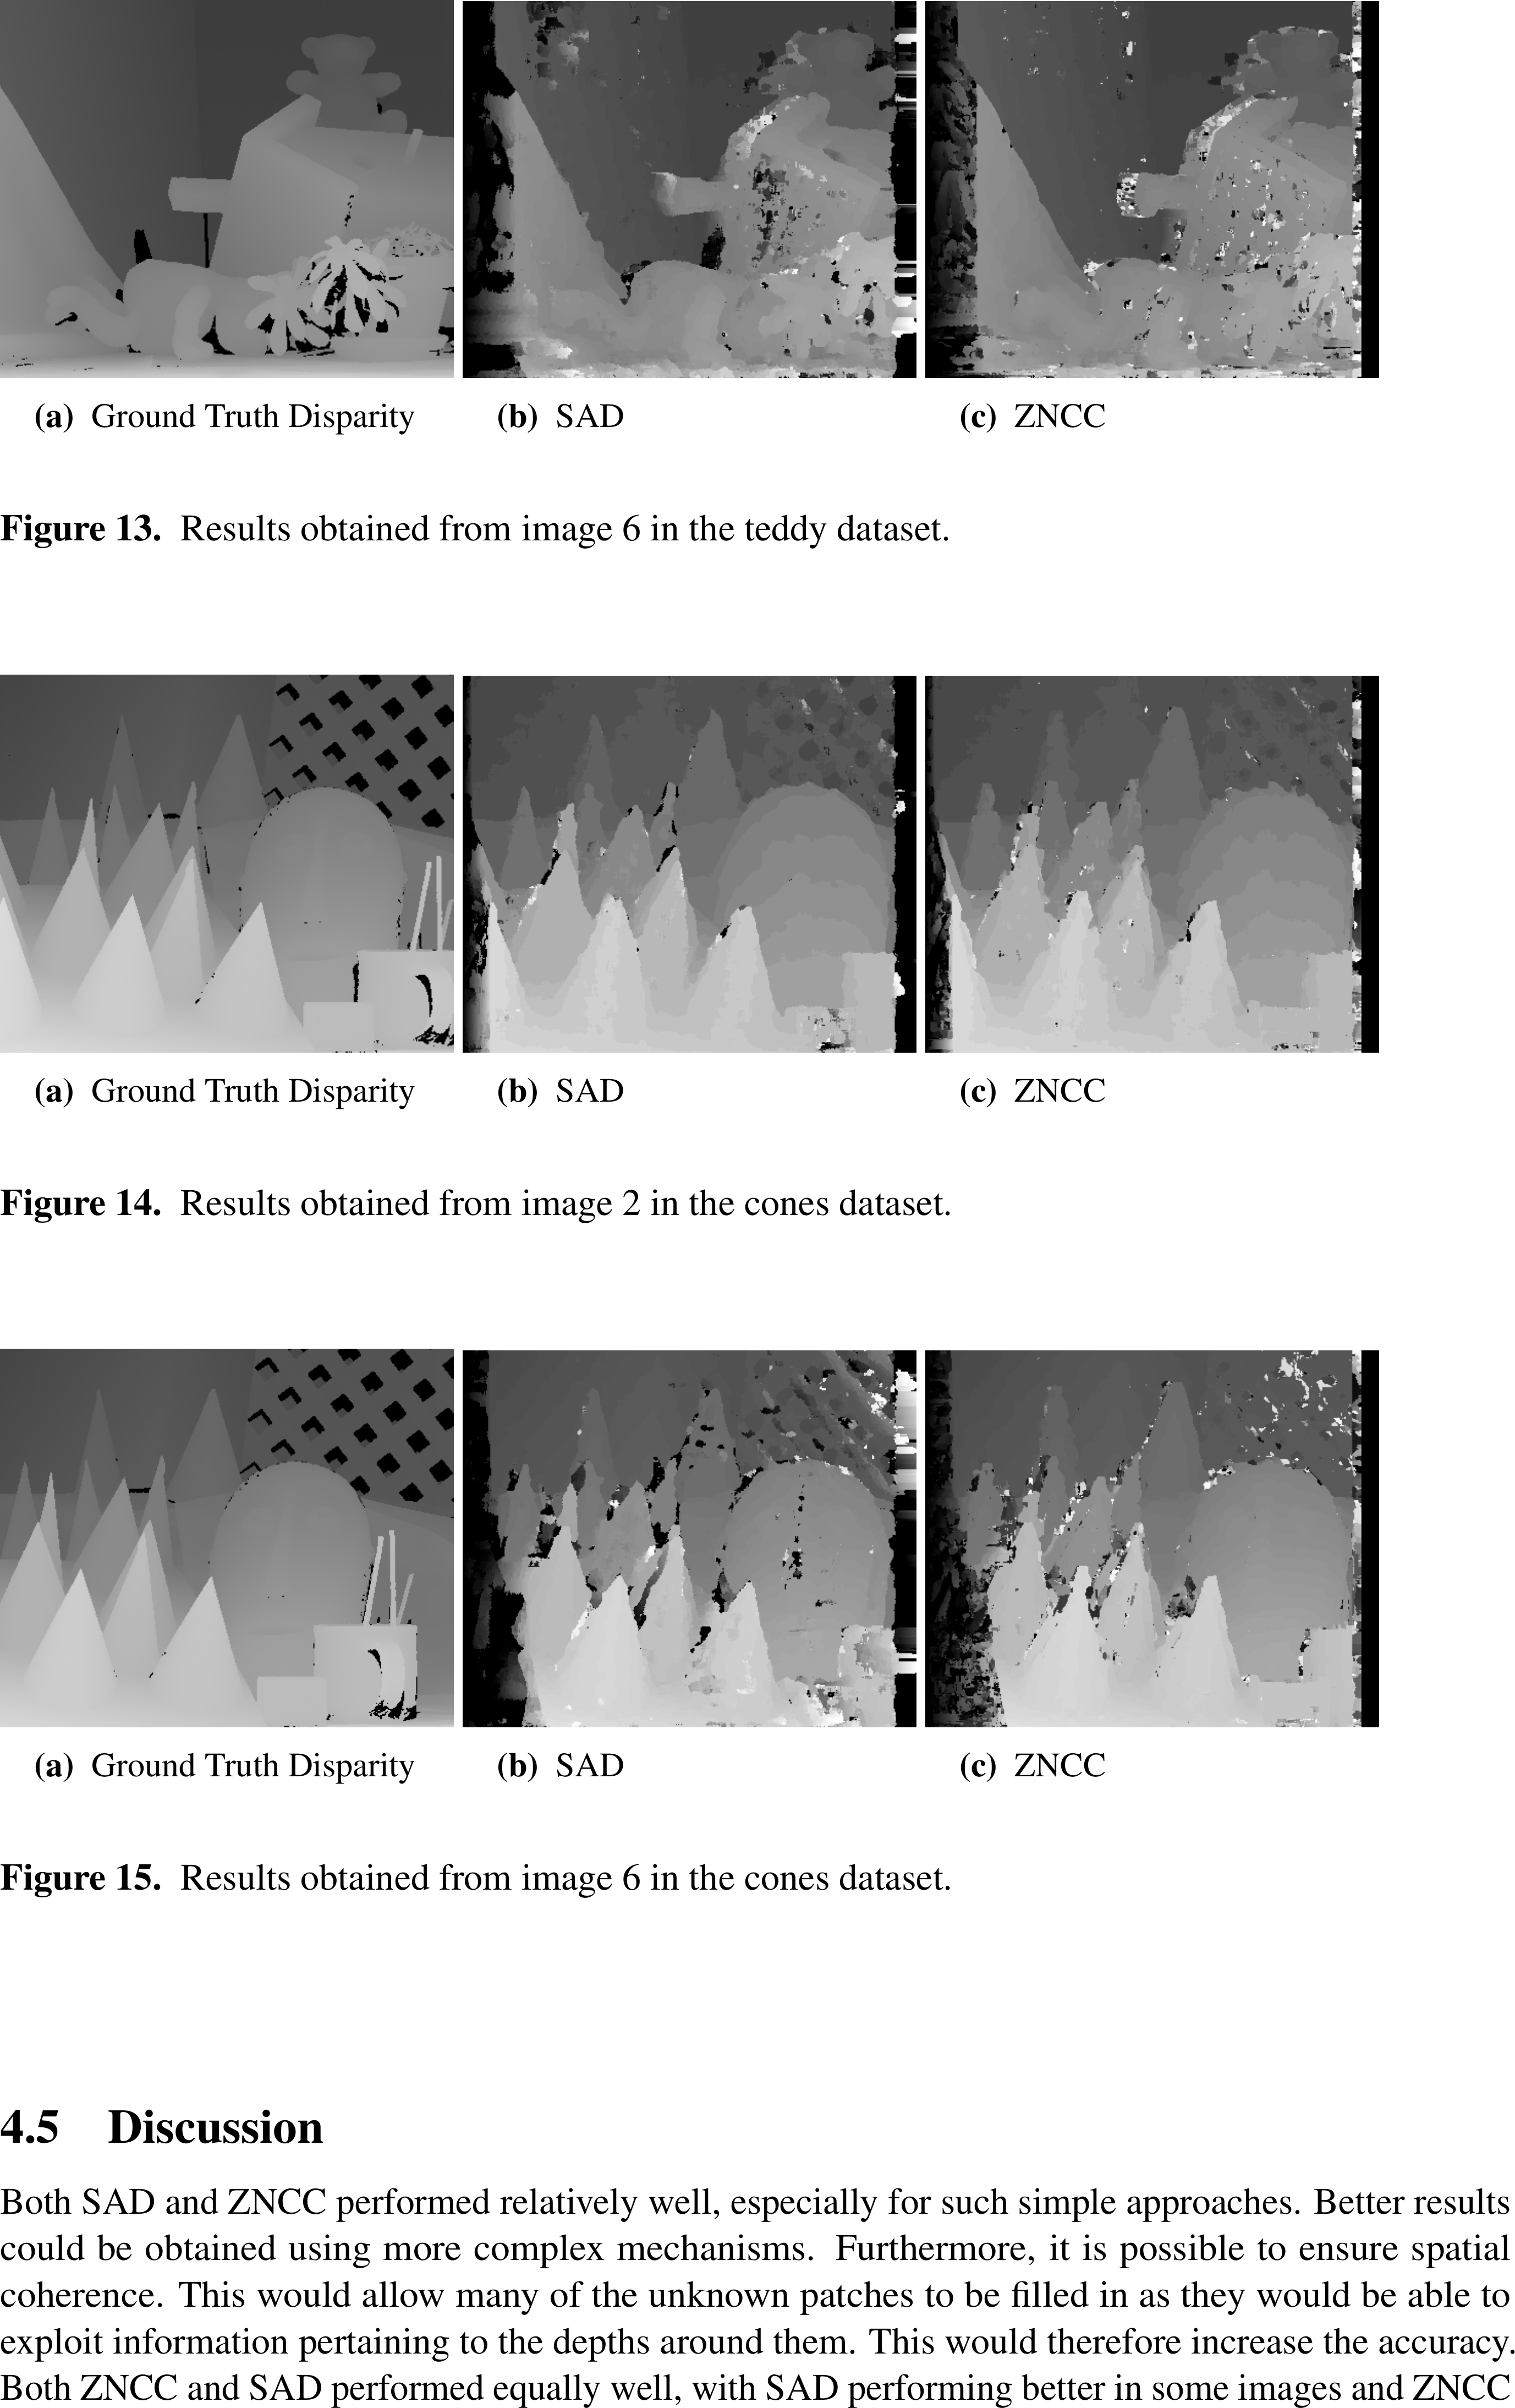 (a) Ground Truth Disparity (b) SAD (c) ZNCC
Figure 13. Results obtained from image 6 in the teddy dataset.
(a) Ground Truth Disparity (b) SAD (c) ZNCC
Figure 14. Results obtained from image 2 in the cones dataset.
(a) Ground Truth Disparity (b) SAD (c) ZNCC
Figure 15. Results obtained from image 6 in the cones dataset.
4.5 Discussion
Both SAD and ZNCC performed relatively well, especially for such simple approaches. Better results
could be obtained using more complex mechanisms. Furthermore, it is possible to ensure spatial
coherence. This would allow many of the unknown patches to be filled in as they would be able to
exploit information pertaining to the depths around them. This would therefore increase the accuracy.
Both ZNCC and SAD performed equally well, with SAD performing better in some images and ZNCC